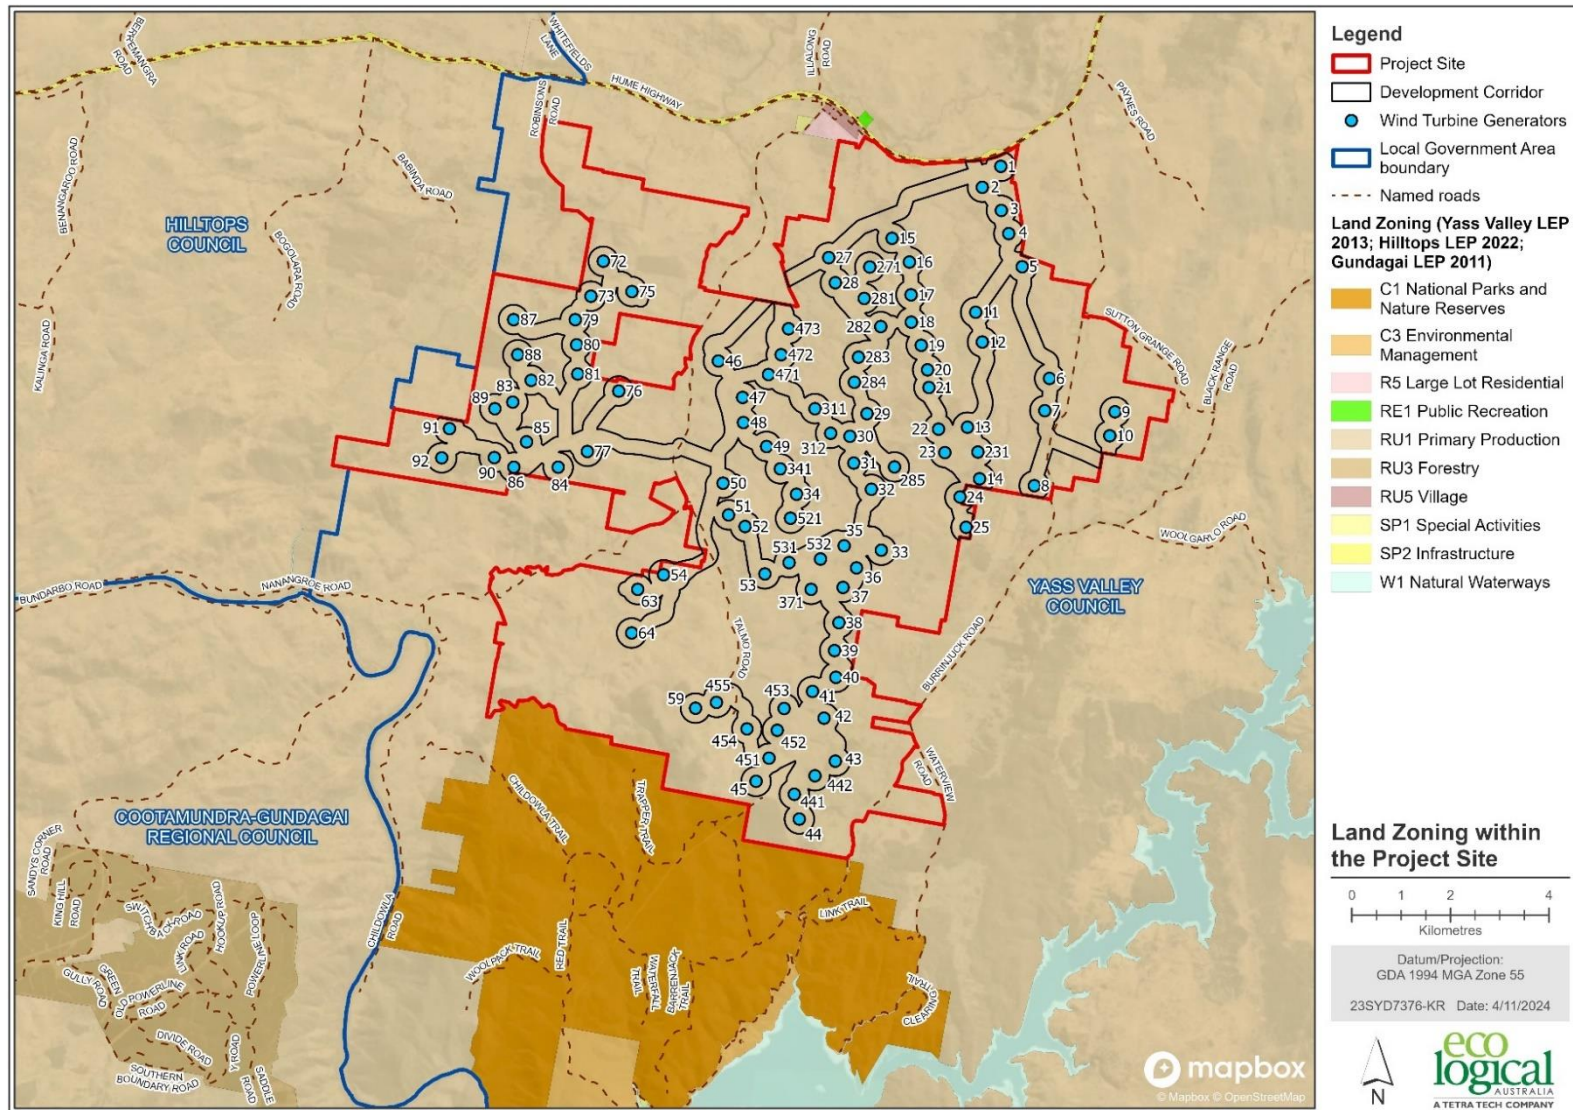 BERREMANGRA
ROAD
WHITEFIELDS
LANE
HUME HIGHWAY
ILLALONG
ROAD
PAYNES ROAD
ROBINSONS
ROAD
BENANGAROO ROAD
BABINDA ROAD
BOGOLARA ROAD
KALINGA ROAD
HILLTOPS
COUNCIL
SUTTON GRANGE ROAD
BLACK RANGE
ROAD
1
2
3
4
5
15
16
27
271
28
281
17
18
282
11
12
19
283
20
284
21
6
7
9
10
72
73
75
87
79
80
88
81
82
83
89
76
91
85
77
92
90
86
84
473
472
46
471
47
311
48
312
30
29
22
13
49
23
231
31
341
285
14
50
34
32
24
8
51
521
52
25
35
33
531
532
36
53
371
37
54
63
64
38
39
40
41
59
455
453
42
454
452
451
43
45
442
441
44
WOOLGARLO ROAD
YASS VALLEY
COUNCIL
BURRINJUCK ROAD
BUNDARBO ROAD
NANANGROE ROAD
TALMO ROAD
WATERVIEW
ROAD
COOTAMUNDRA-GUNDAGAI
REGIONAL COUNCIL
CHILDOWLA TRAIL
TRAPPER TRAIL
SANDYS CORNER
ROAD
KING HILL
ROAD
SWITCHBACK ROAD
LINK ROAD
HOOKUP ROAD
POWERLINE LOOP
GULLY ROAD
GREEN
OLD POWERLINE
ROAD
DIVIDE ROAD
Y ROAD
SOUTHERN
BOUNDARY ROAD
SADDLE
ROAD
CHILDOWLA
ROAD
WOOLPACK TRAIL
RED TRAIL
WATERFALL
TRAIL
BARRENJACK
TRAIL
LINK TRAIL
CLEARING
TRAIL
mapbox
© Mapbox © OpenStreetMap
Legend
Project Site
Development Corridor
Wind Turbine Generators
Local Government Area
boundary
Named roads
Land Zoning (Yass Valley LEP
2013; Hilltops LEP 2022;
Gundagai LEP 2011)
C1 National Parks and
Nature Reserves
C3 Environmental
Management
R5 Large Lot Residential
RE1 Public Recreation
RU1 Primary Production
RU3 Forestry
RU5 Village
SP1 Special Activities
SP2 Infrastructure
W1 Natural Waterways
Land Zoning within
the Project Site
0 1 2 4
Kilometres
Datum/Projection:
GDA 1994 MGA Zone 55
23SYD7376-KR Date: 4/11/2024
N
eco
logical
AUSTRALIA
A TETRA TECH COMPANY